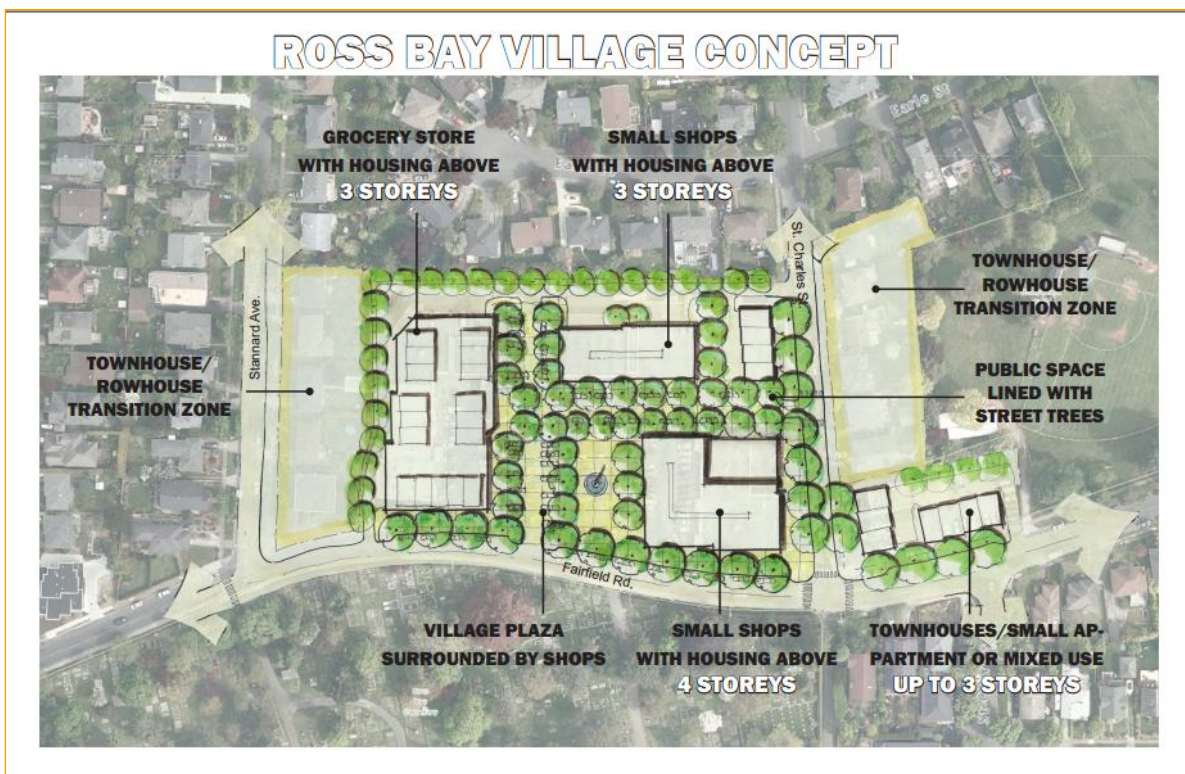 ROSS BAY VILLAGE CONCEPT
GROCERY STORE
WITH HOUSING ABOVE
3 STOREYS
SMALL SHOPS
WITH HOUSING ABOVE
3 STOREYS
Earle St
St. Charles St.
Stannard Ave.
TOWNHOUSE/
ROWHOUSE
TRANSITION ZONE
TOWNHOUSE/
ROWHOUSE
TRANSITION ZONE
PUBLIC SPACE
LINED WITH
STREET TREES
Fairfield Rd.
VILLAGE PLAZA
SURROUNDED BY SHOPS
SMALL SHOPS
WITH HOUSING ABOVE
4 STOREYS
TOWNHOUSES/SMALL AP-
PARTMENT OR MIXED USE
UP TO 3 STOREYS